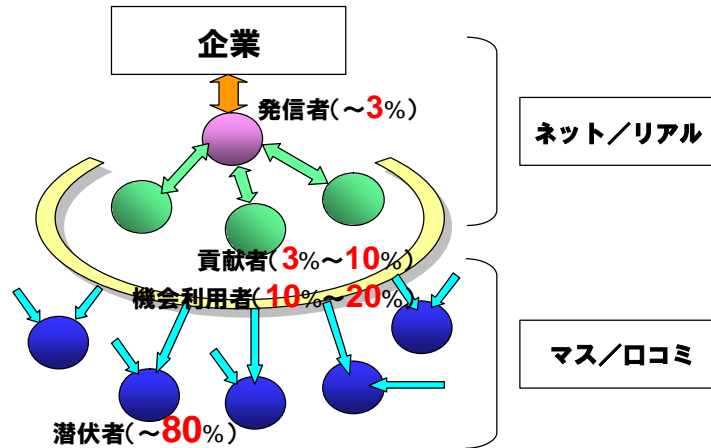 企業
発信者(～3%)
ネット／リアル
貢献者(3%～10%)
機会利用者(10%～20%)
マス／口コミ
潜伏者(～80%)